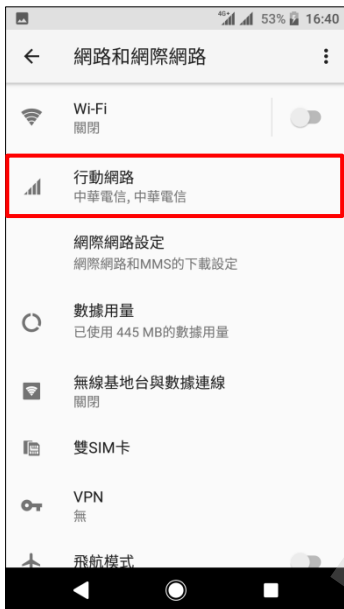 4G+ 53% 16:40
網路和網際網路
Wi-Fi
關閉
行動網路
中華電信, 中華電信
網際網路設定
網際網路和MMS的下載設定
數據用量
已使用 445 MB的數據用量
無線基地台與數據連線
關閉
雙SIM卡
VPN
無
飛航模式